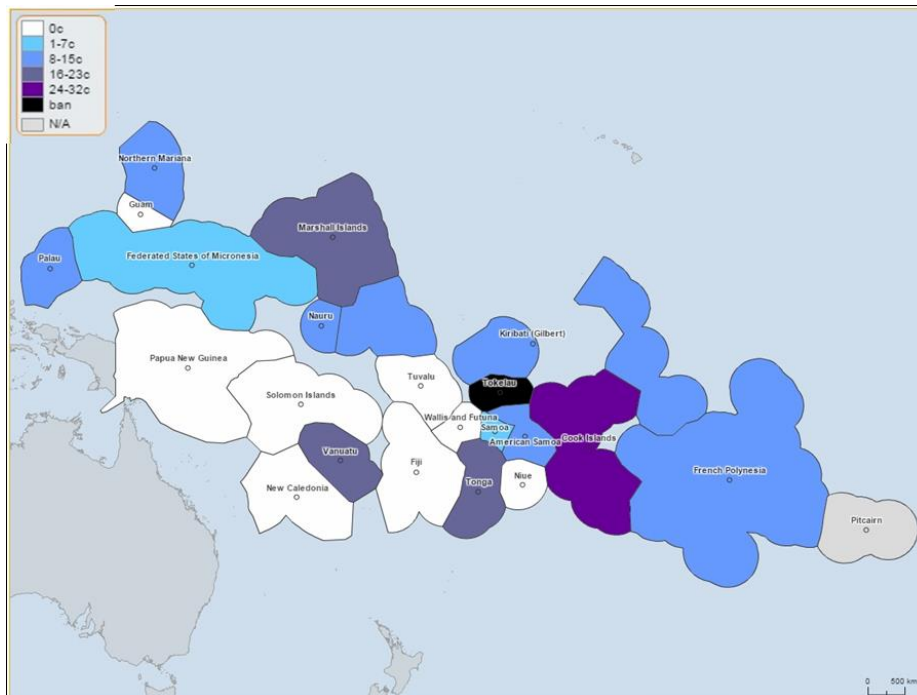 0c
1-7c
8-15c
16-23c
24-32c
ban
N/A
Northern Mariana
Guam
Marshall Islands
Palau
Federated States of Micronesia
Nauru
Kiribati (Gilbert)
Papua New Guinea
Tuvalu
Tokelau
Solomon Islands
Wallis and Futuna
Samoa
American Samoa
Cook Islands
Vanuatu
Fiji
French Polynesia
New Caledonia
Tonga
Niue
Pitcairn
0 500 km